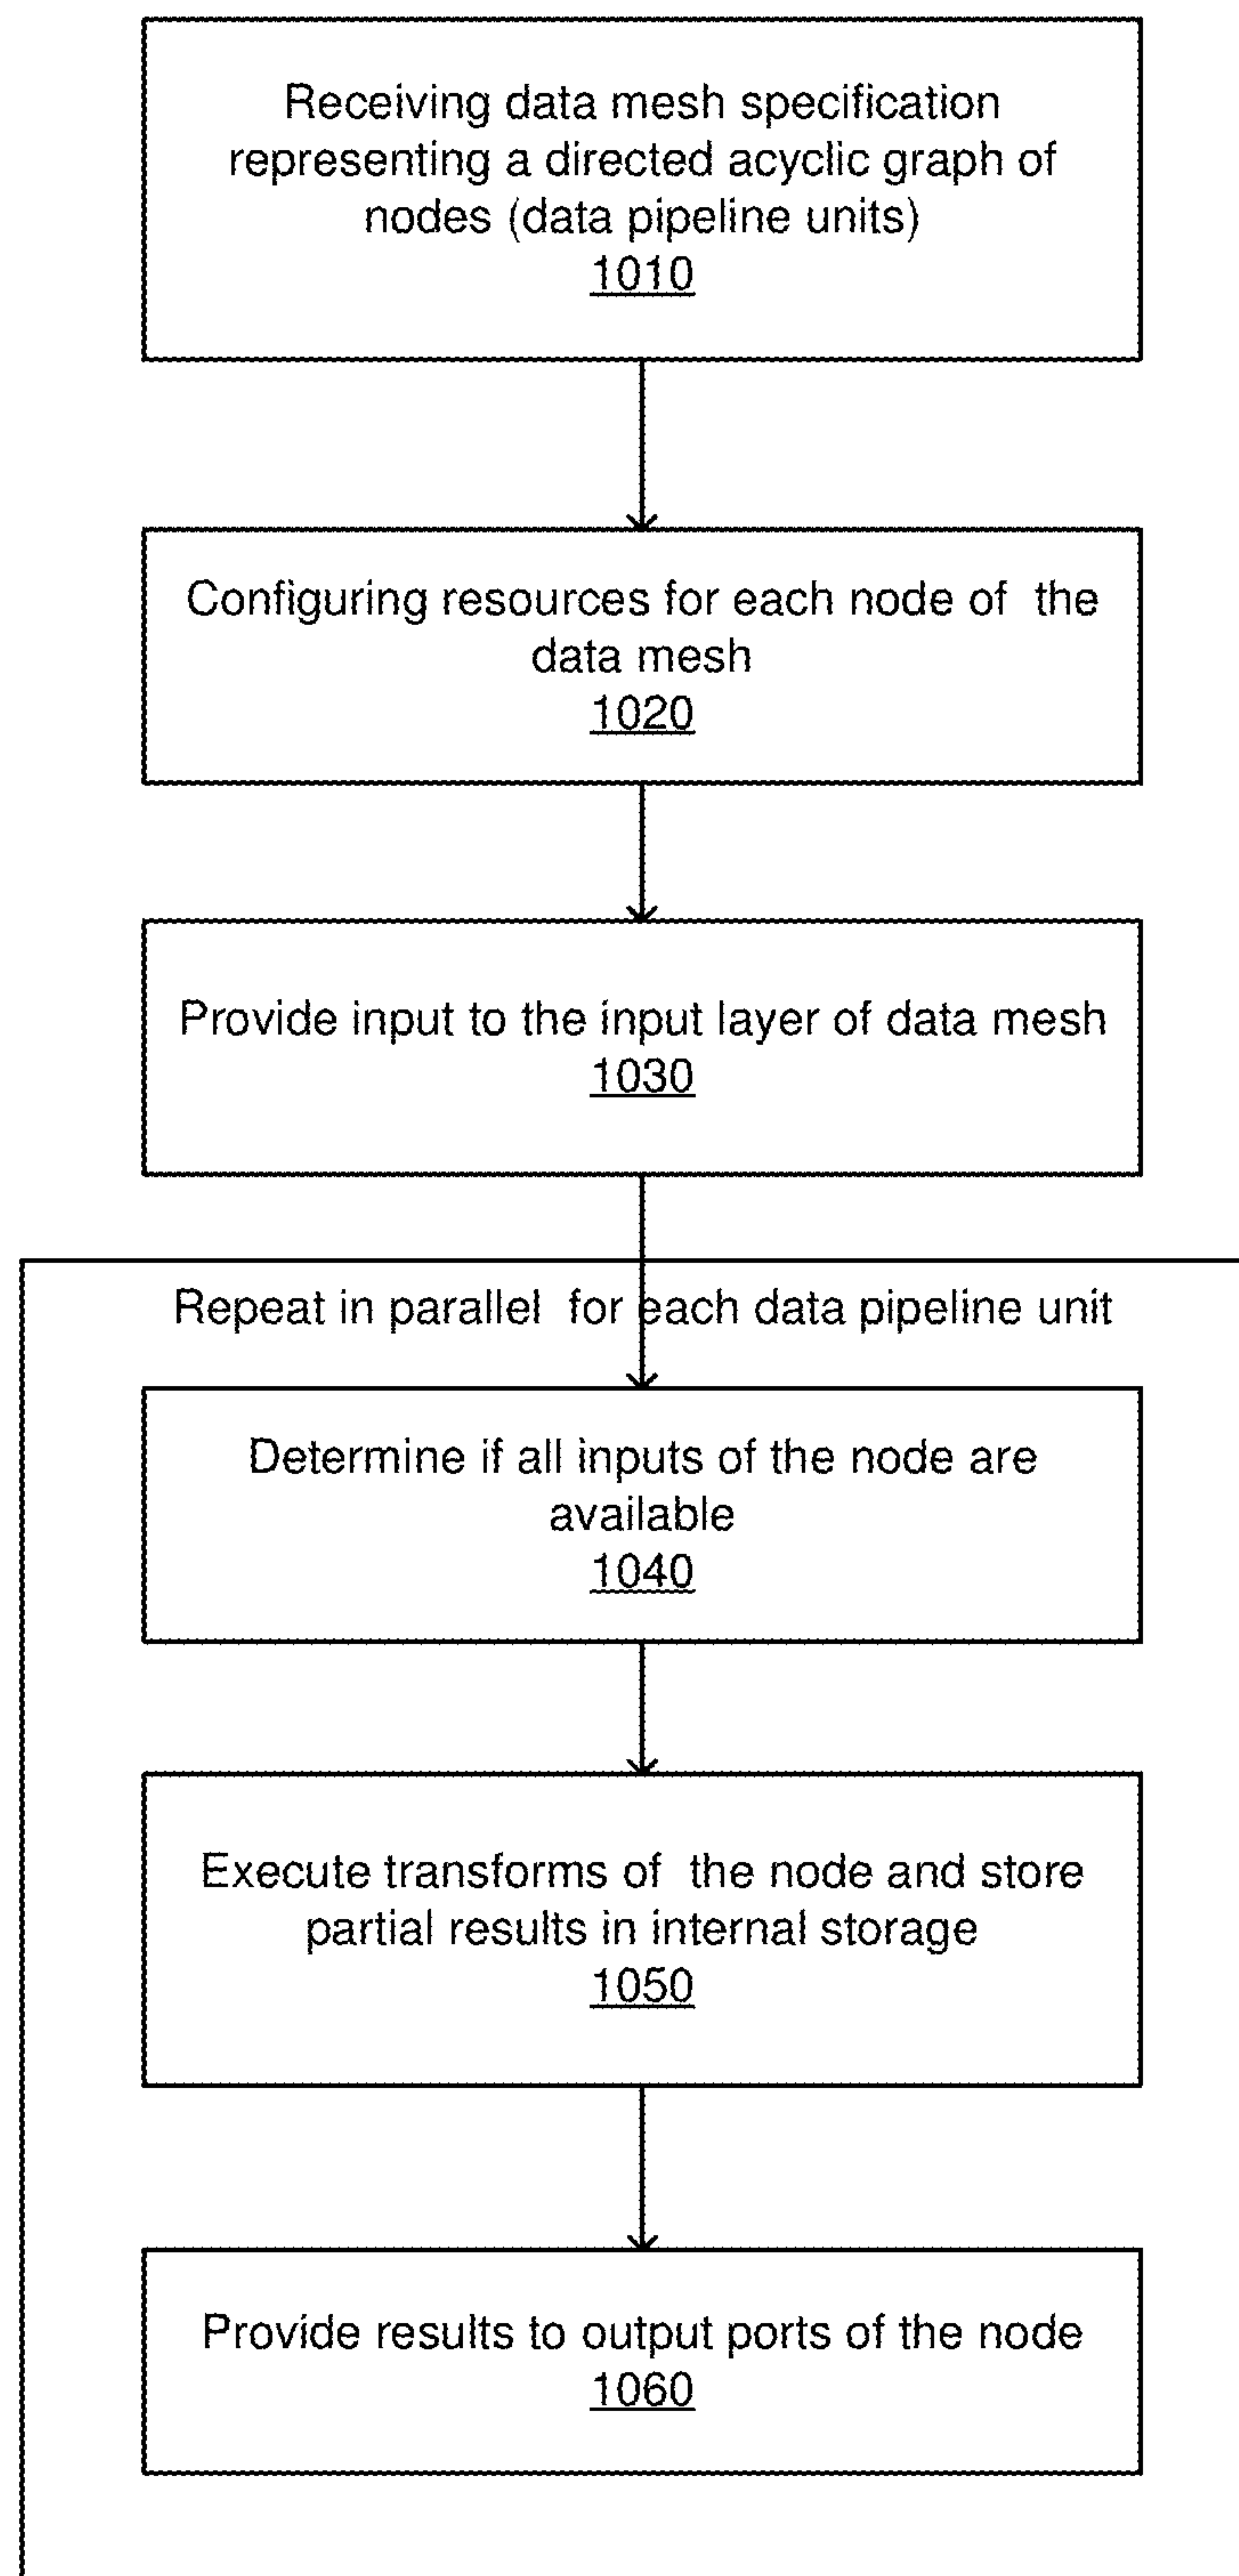 Receiving data mesh specification
representing a directed acyclic graph of
nodes (data pipeline units)
1010
Configuring resources for each node of the
data mesh
1020
Provide input to the input layer of data mesh
1030
Repeat in parallel for each data pipeline unit
Determine if all inputs of the node are
available
1040
Execute transforms of the node and store
partial results in internal storage
1050
Provide results to output ports of the node
1060